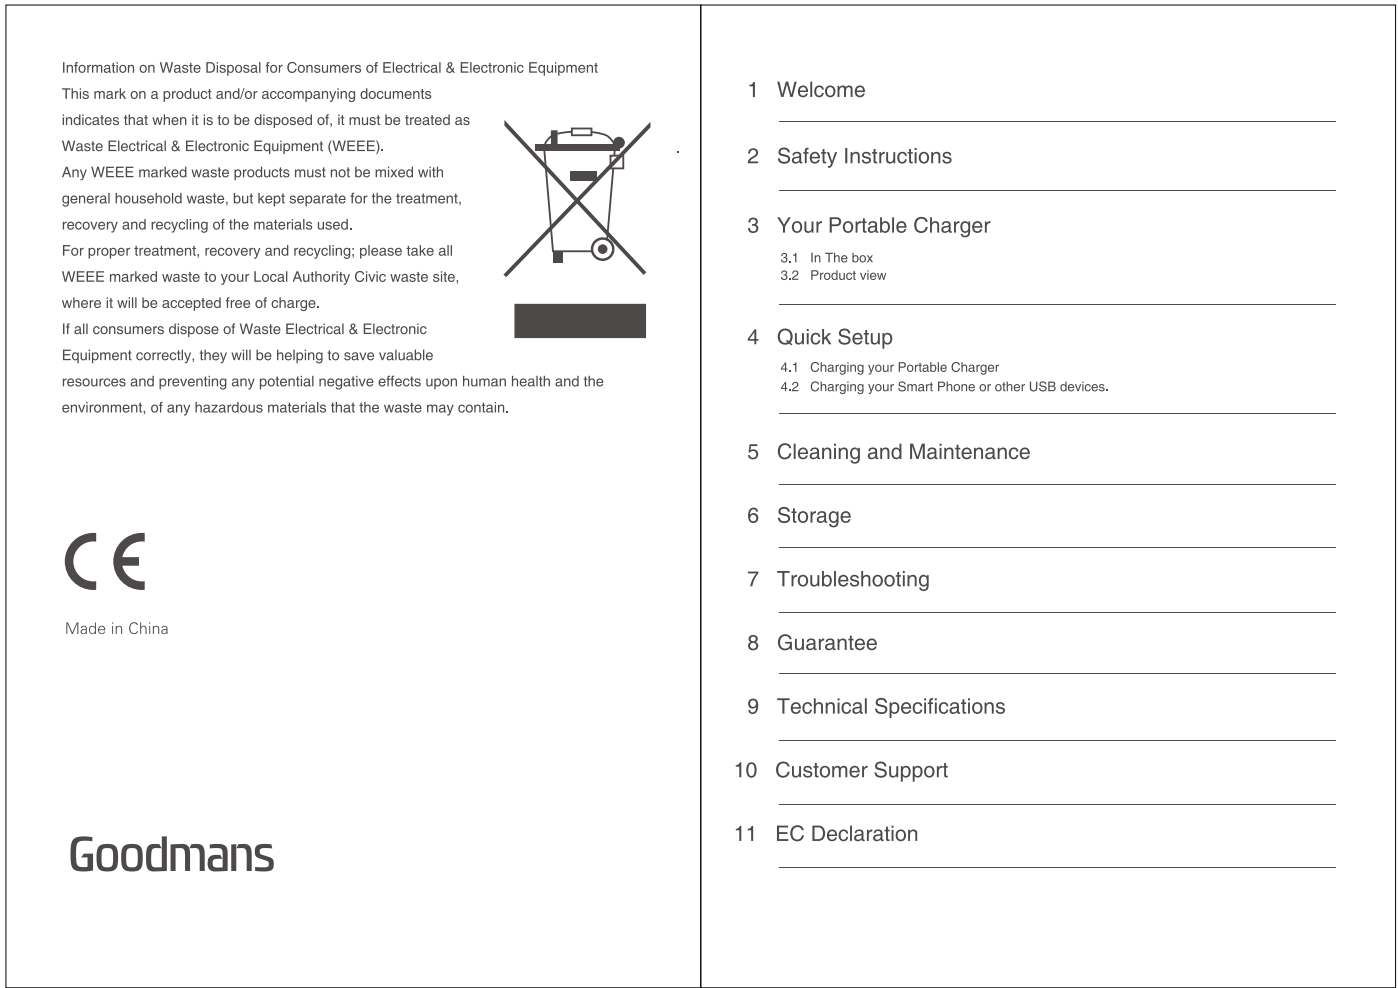 Information on Waste Disposal for Consumers of Electrical & Electronic Equipment
This mark on a product and/or accompanying documents
indicates that when it is to be disposed of, it must be treated as
Waste Electrical & Electronic Equipment (WEEE).
Any WEEE marked waste products must not be mixed with
general household waste, but kept separate for the treatment,
recovery and recycling of the materials used.
For proper treatment, recovery and recycling; please take all
WEEE marked waste to your Local Authority Civic waste site,
where it will be accepted free of charge.
If all consumers dispose of Waste Electrical & Electronic
Equipment correctly, they will be helping to save valuable
resources and preventing any potential negative effects upon human health and the
environment, of any hazardous materials that the waste may contain.
CE
Made in China
Goodmans
1 Welcome
2 Safety Instructions
3 Your Portable Charger
3.1 In The box
3.2 Product view
4 Quick Setup
4.1 Charging your Portable Charger
4.2 Charging your Smart Phone or other USB devices.
5 Cleaning and Maintenance
6 Storage
7 Troubleshooting
8 Guarantee
9 Technical Specifications
10 Customer Support
11 EC Declaration